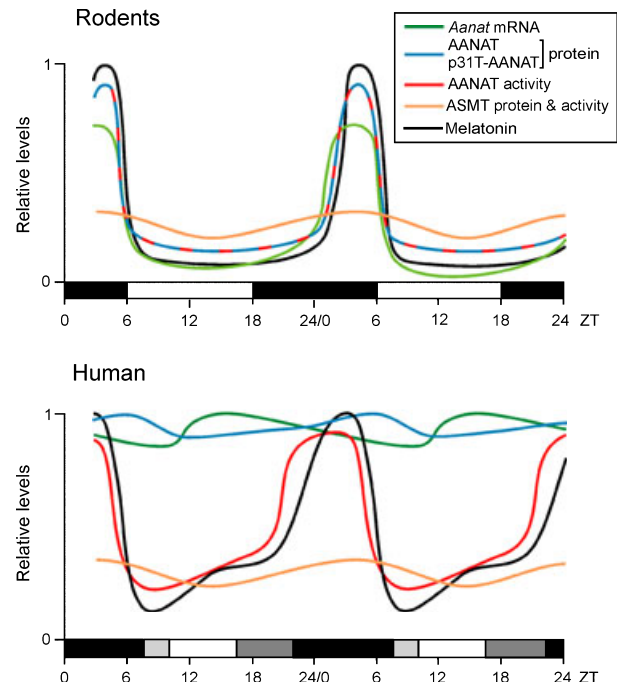 Rodents
Aanat mRNA
AANAT
p31T-AANAT
protein
AANAT activity
ASMT protein & activity
Melatonin
Relative levels
1
0
0 6 12 18 24/0 6 12 18 24 ZT
Human
Relative levels
1
0
0 6 12 18 24/0 6 12 18 24 ZT